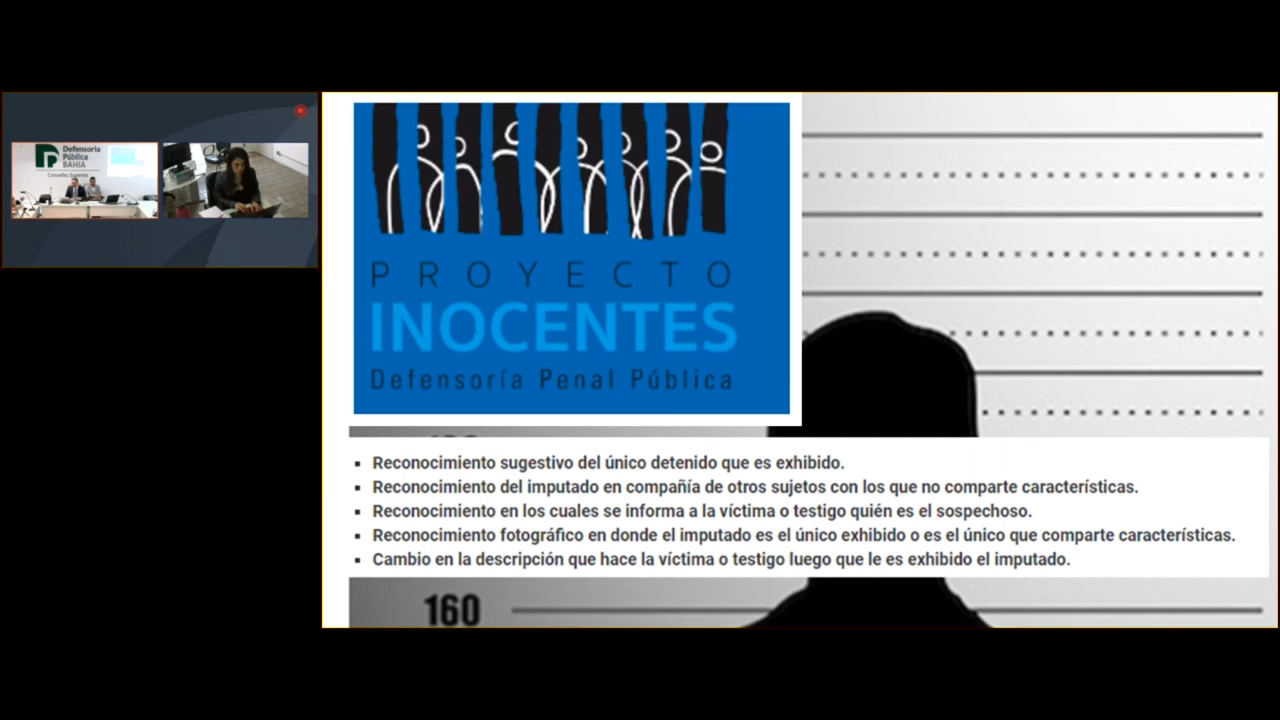 Defensoria
Pública
BAHIA
Conselho Superior
PROYECTO
INOCENTES
Defensoría Penal Pública
▪ Reconocimiento sugestivo del único detenido que es exhibido.
▪ Reconocimiento del imputado en compañía de otros sujetos con los que no comparte características.
▪ Reconocimiento en los cuales se informa a la víctima o testigo quién es el sospechoso.
▪ Reconocimiento fotográfico en donde el imputado es el único exhibido o es el único que comparte características.
▪ Cambio en la descripción que hace la víctima o testigo luego que le es exhibido el imputado.
160